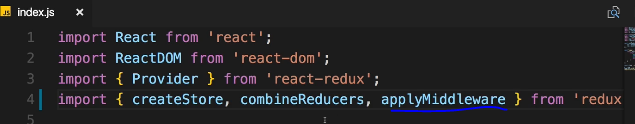 JS index.js ×
1 import React from 'react';
2 import ReactDOM from 'react-dom';
3 import { Provider } from 'react-redux';
4 import { createStore, combineReducers, applyMiddleware } from 'redux
5